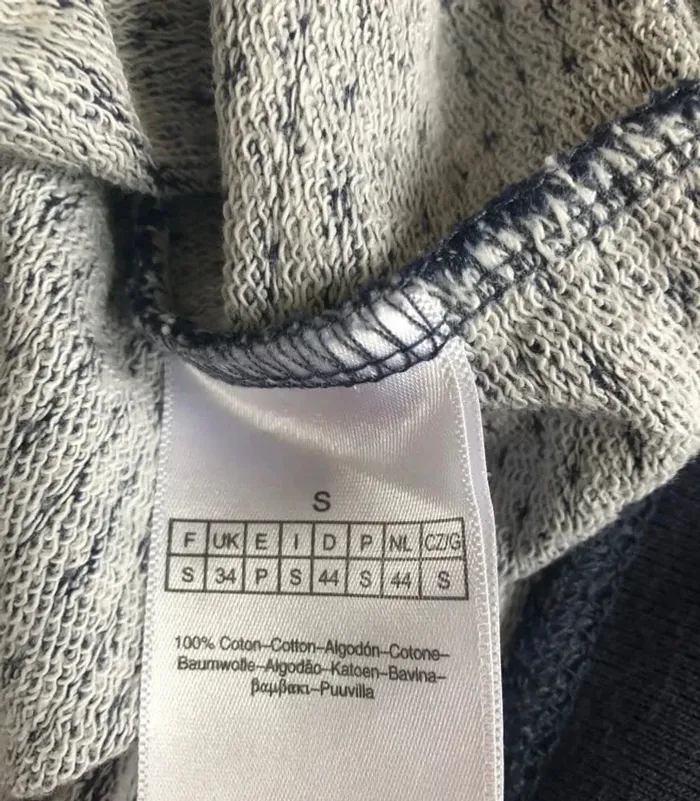 S
F UK E I D P NL CZ/G
S 34 P S 44 S 44 S
100% Coton–Cotton–Algodón–Cotone–
Baumwolle–Algodão–Katoen–Bavina–
βαμβακι–Puuvilla